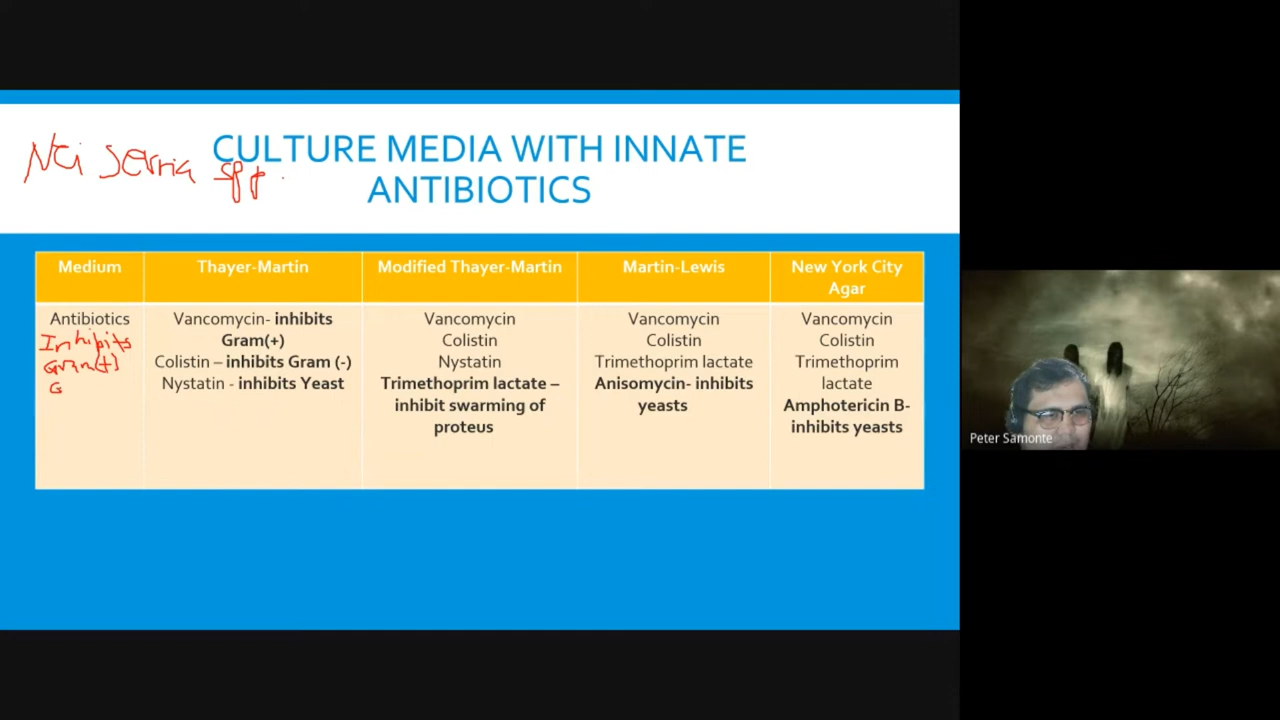 Neisserria spp
CULTURE MEDIA WITH INNATE
ANTIBIOTICS
Medium
Thayer-Martin
Modified Thayer-Martin
Martin-Lewis
New York City
Agar
Antibiotics
Inhibits
Gram(+)
G
Vancomycin- inhibits
Gram(+)
Colistin – inhibits Gram (-)
Nystatin - inhibits Yeast
Vancomycin
Colistin
Nystatin
Trimethoprim lactate –
inhibit swarming of
proteus
Vancomycin
Colistin
Trimethoprim lactate
Anisomycin- inhibits
yeasts
Vancomycin
Colistin
Trimethoprim
lactate
Amphotericin B-
inhibits yeasts
Peter Samonte